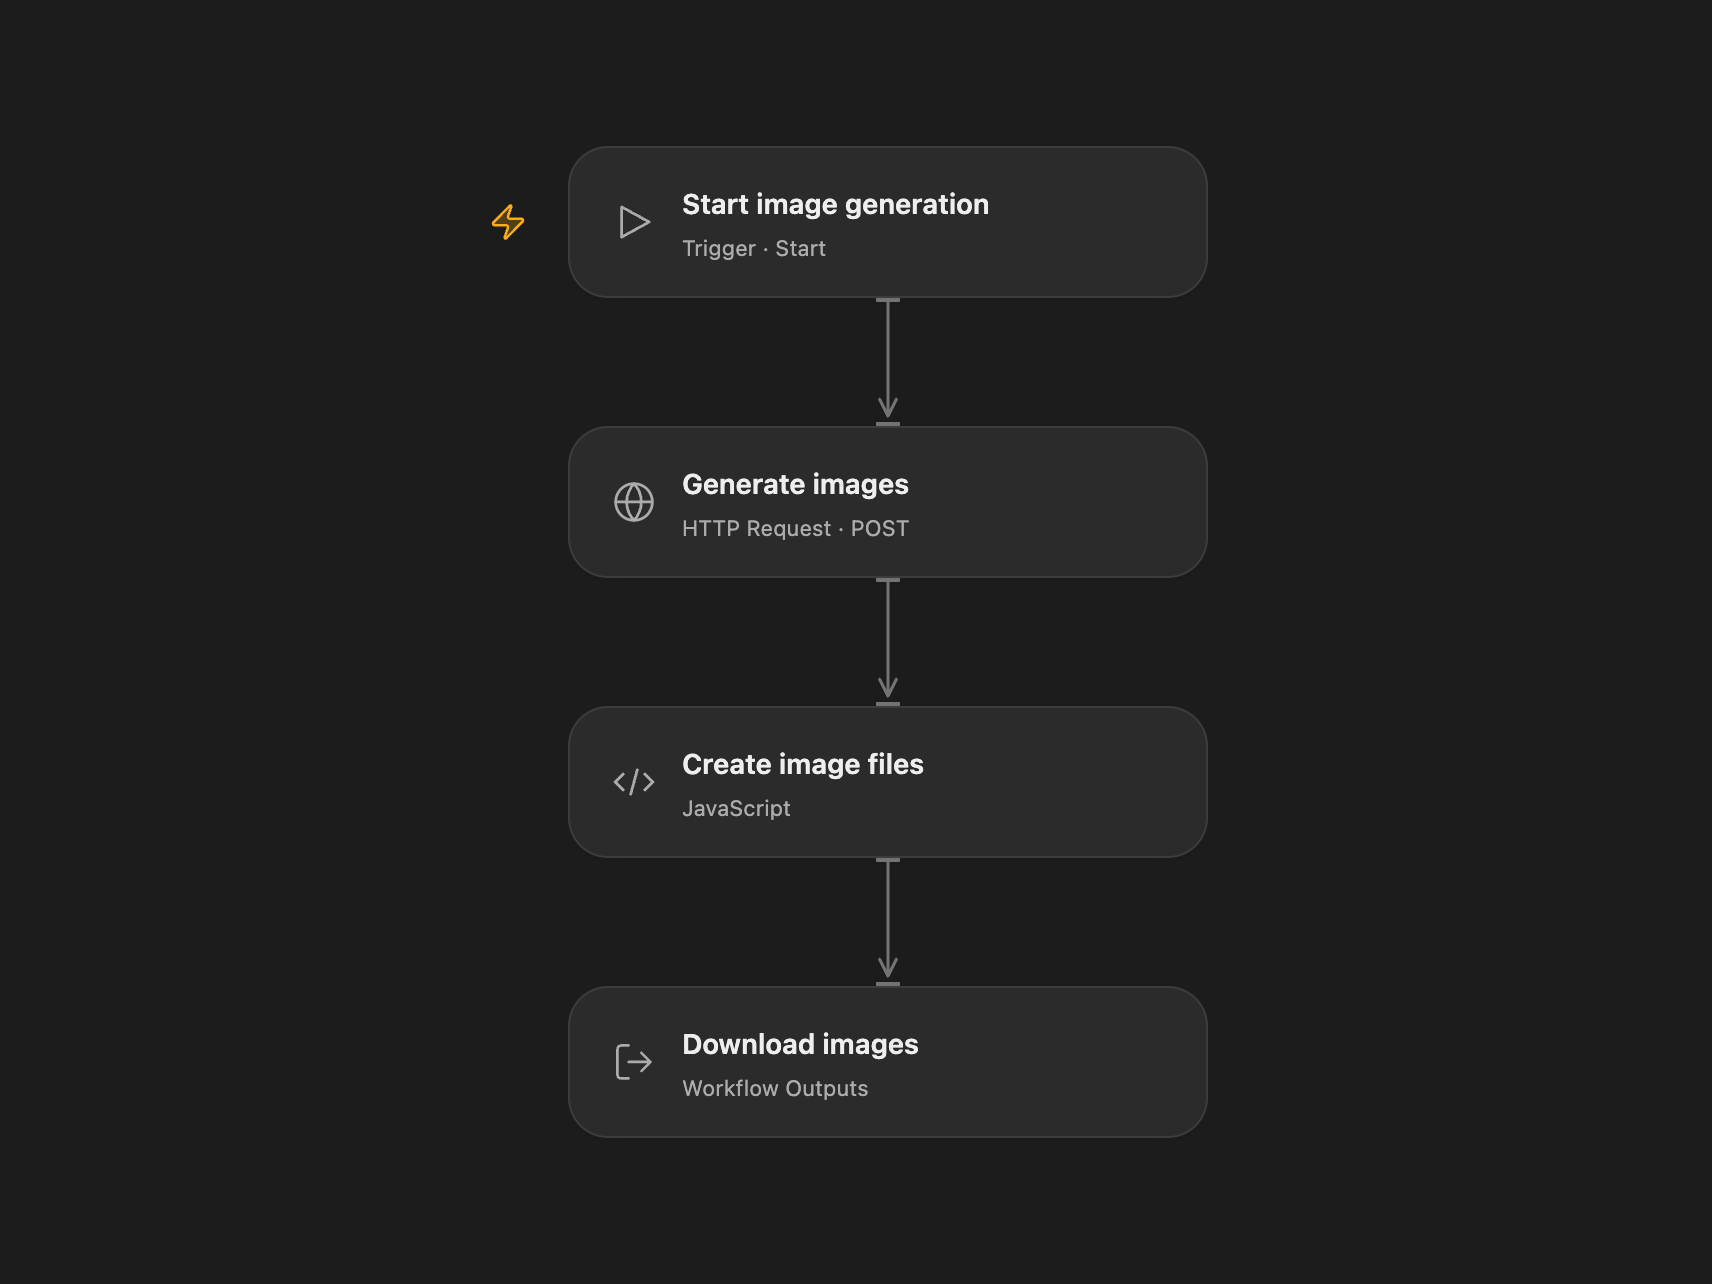 Start image generation
Trigger · Start
Generate images
HTTP Request · POST
Create image files
JavaScript
Download images
Workflow Outputs